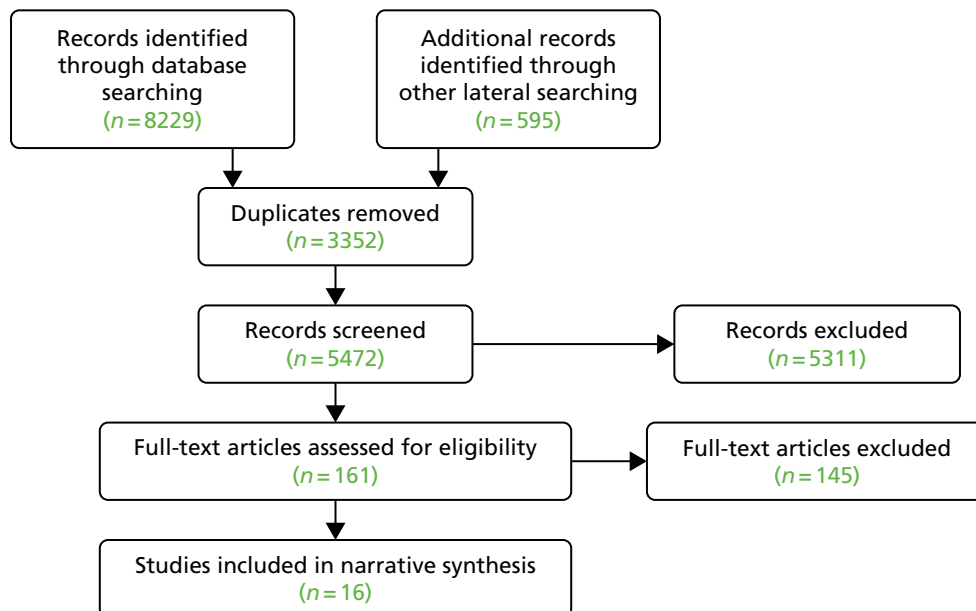 Records identified
through database
searching
(n=8229)
Additional records
identified through
other lateral searching
(n=595)
Duplicates removed
(n=3352)
Records screened
(n=5472)
Records excluded
(n=5311)
Full-text articles assessed for eligibility
(n=161)
Full-text articles excluded
(n=145)
Studies included in narrative synthesis
(n=16)